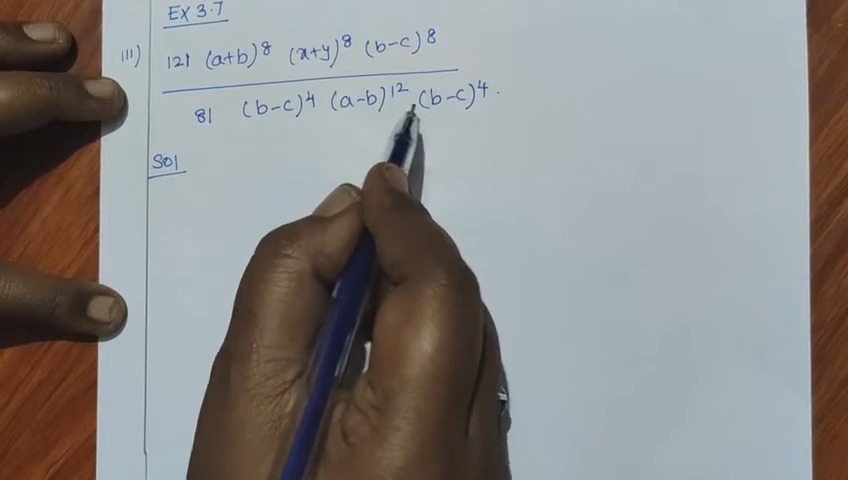 EX 3.7
iii) 121 (a+b)^8 (x+y)^8 (b-c)^8
81 (b-c)^4 (a-b)^12 (b-c)^4.
Sol